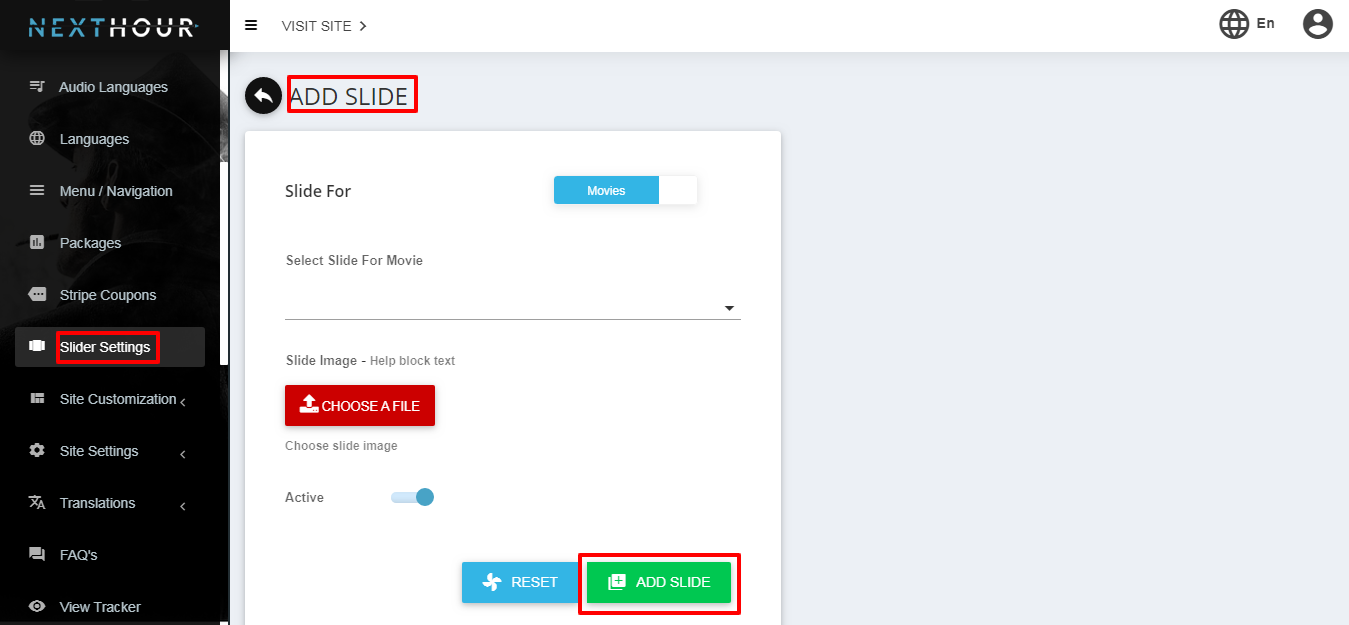 NEXTHOUR
VISIT SITE
En
Audio Languages
Languages
Menu / Navigation
Packages
Stripe Coupons
Slider Settings
Site Customization
Site Settings
Translations
FAQ's
View Tracker
ADD SLIDE
Slide For
Movies
Select Slide For Movie
Slide Image - Help block text
CHOOSE A FILE
Choose slide image
Active
RESET
ADD SLIDE